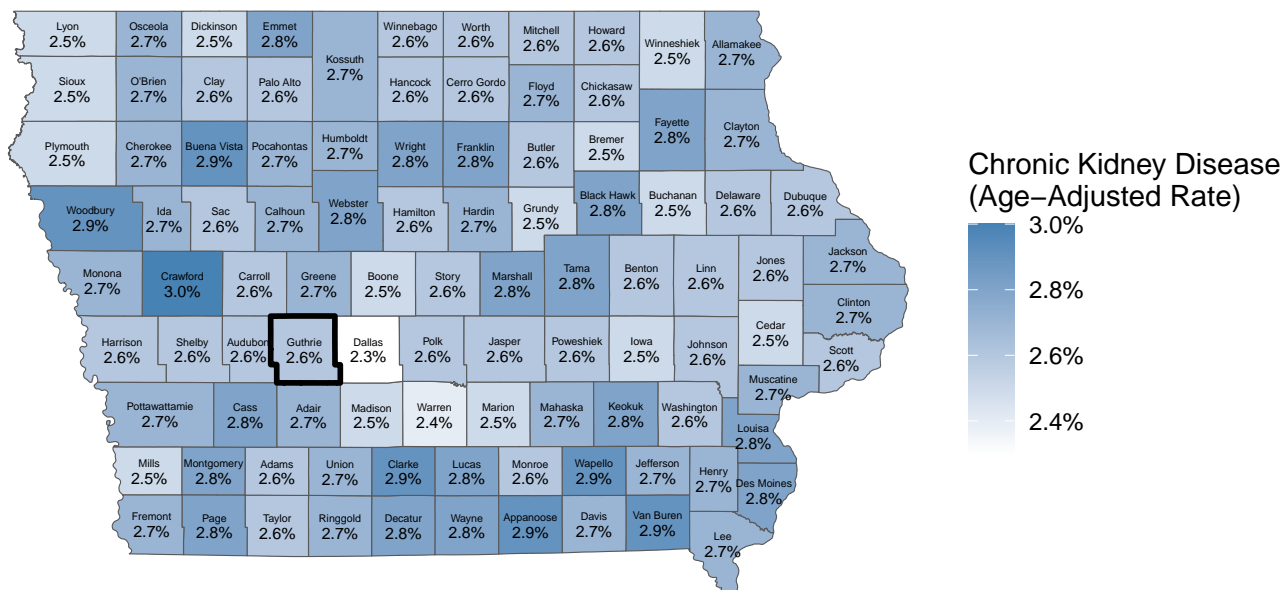 Lyon
2.5%
Osceola
2.7%
Dickinson
2.5%
Emmet
2.8%
Kossuth
2.7%
Winnebago
2.6%
Worth
2.6%
Mitchell
2.6%
Howard
2.6%
Winneshiek
2.5%
Allamakee
2.7%
Sioux
2.5%
O'Brien
2.7%
Clay
2.6%
Palo Alto
2.6%
Hancock
2.6%
Cerro Gordo
2.6%
Floyd
2.7%
Chickasaw
2.6%
Fayette
2.8%
Clayton
2.7%
Plymouth
2.5%
Cherokee
2.7%
Buena Vista
2.9%
Pocahontas
2.7%
Humboldt
2.7%
Wright
2.8%
Franklin
2.8%
Butler
2.6%
Bremer
2.5%
Woodbury
2.9%
Ida
2.7%
Sac
2.6%
Calhoun
2.7%
Webster
2.8%
Hamilton
2.6%
Hardin
2.7%
Grundy
2.5%
Black Hawk
2.8%
Buchanan
2.5%
Delaware
2.6%
Dubuque
2.6%
Monona
2.7%
Crawford
3.0%
Carroll
2.6%
Greene
2.7%
Boone
2.5%
Story
2.6%
Marshall
2.8%
Tama
2.8%
Benton
2.6%
Linn
2.6%
Jones
2.6%
Jackson
2.7%
Clinton
2.7%
Harrison
2.6%
Shelby
2.6%
Audubon
2.6%
Guthrie
2.6%
Dallas
2.3%
Polk
2.6%
Jasper
2.6%
Poweshiek
2.6%
Iowa
2.5%
Johnson
2.6%
Cedar
2.5%
Scott
2.6%
Muscatine
2.7%
Pottawattamie
2.7%
Cass
2.8%
Adair
2.7%
Madison
2.5%
Warren
2.4%
Marion
2.5%
Mahaska
2.7%
Keokuk
2.8%
Washington
2.6%
Louisa
2.8%
Mills
2.5%
Montgomery
2.8%
Adams
2.6%
Union
2.7%
Clarke
2.9%
Lucas
2.8%
Monroe
2.6%
Wapello
2.9%
Jefferson
2.7%
Henry
2.7%
Des Moines
2.8%
Fremont
2.7%
Page
2.8%
Taylor
2.6%
Ringgold
2.7%
Decatur
2.8%
Wayne
2.8%
Appanoose
2.9%
Davis
2.7%
Van Buren
2.9%
Lee
2.7%
Chronic Kidney Disease
(Age−Adjusted Rate)
3.0%
2.8%
2.6%
2.4%